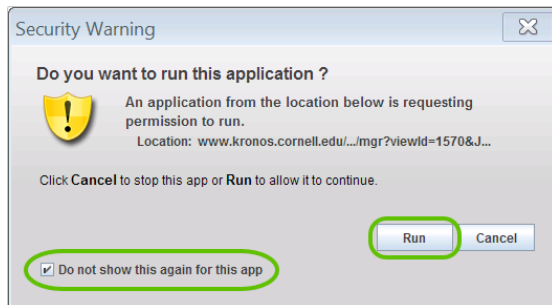 Security Warning
Do you want to run this application ?
An application from the location below is requesting
permission to run.
Location: www.kronos.cornell.edu/.../mgr?viewId=1570&J...
Click Cancel to stop this app or Run to allow it to continue.
Run Cancel
Do not show this again for this app